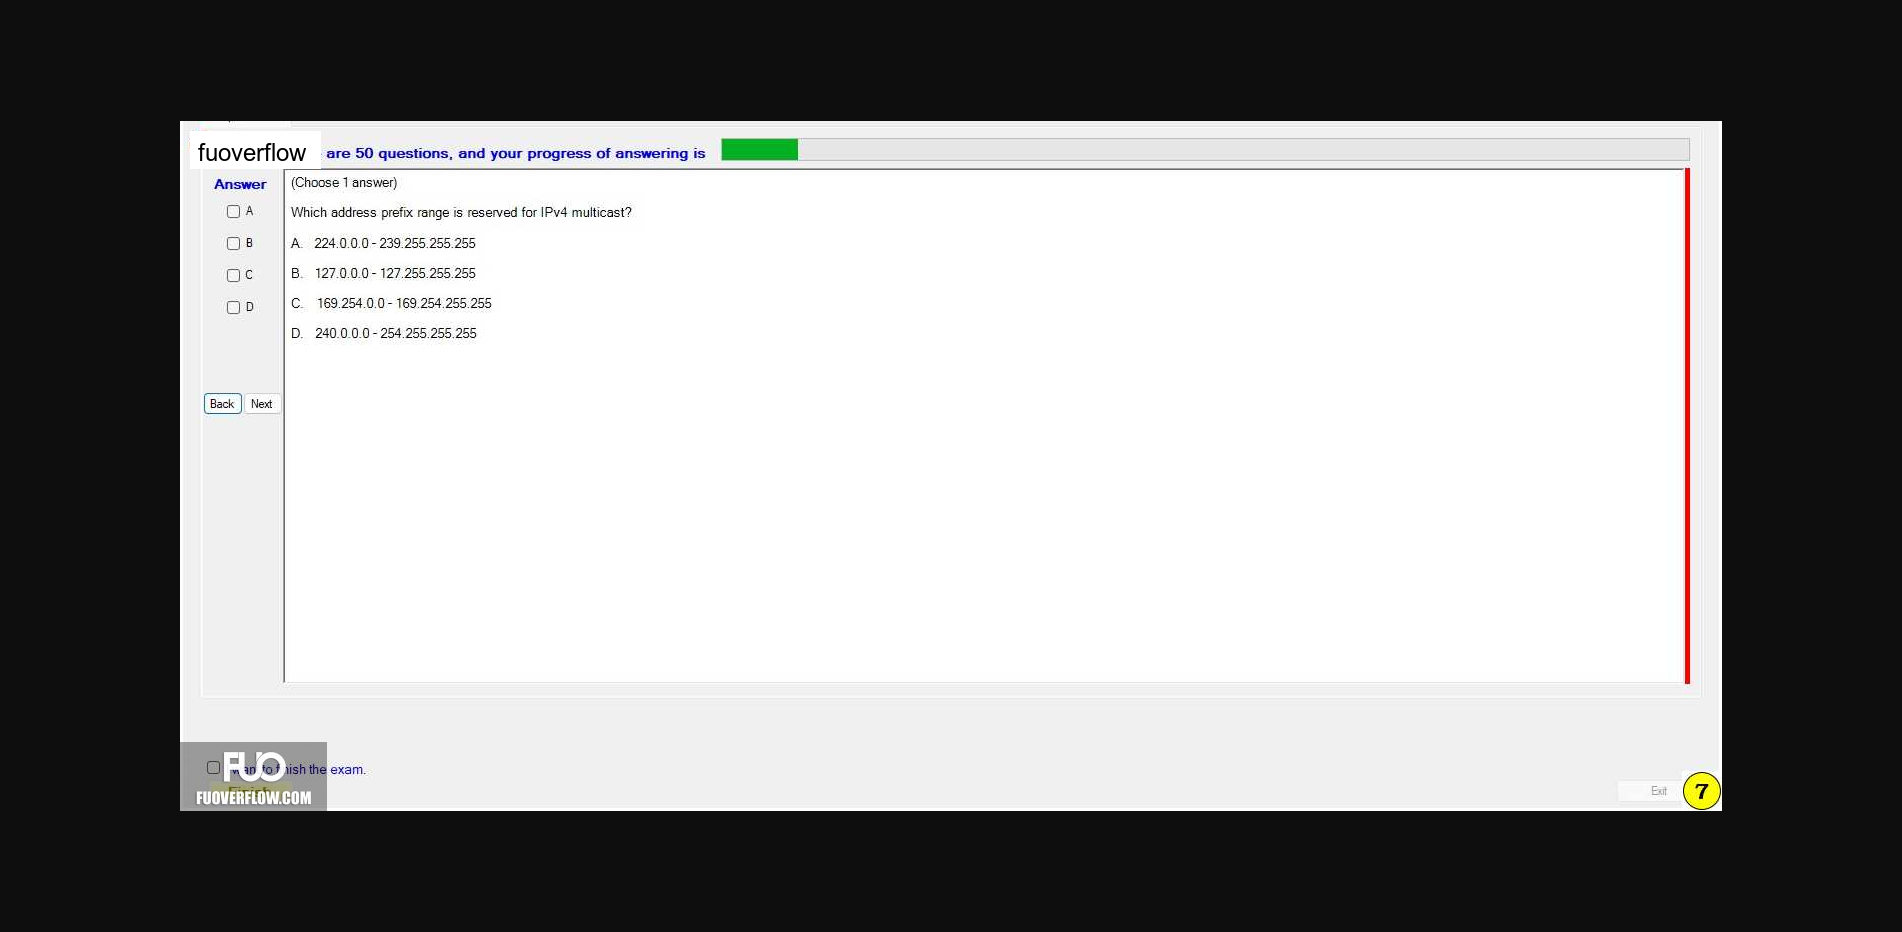 fuoverflow are 50 questions, and your progress of answering is
Answer
(Choose 1 answer)
A
Which address prefix range is reserved for IPv4 multicast?
B
A. 224.0.0.0 - 239.255.255.255
C
B. 127.0.0.0 - 127.255.255.255
D
C. 169.254.0.0 - 169.254.255.255
D. 240.0.0.0 - 254.255.255.255
Back Next
FUO
want to finish the exam.
Finish
FUOVERFLOW.COM
Exit
7